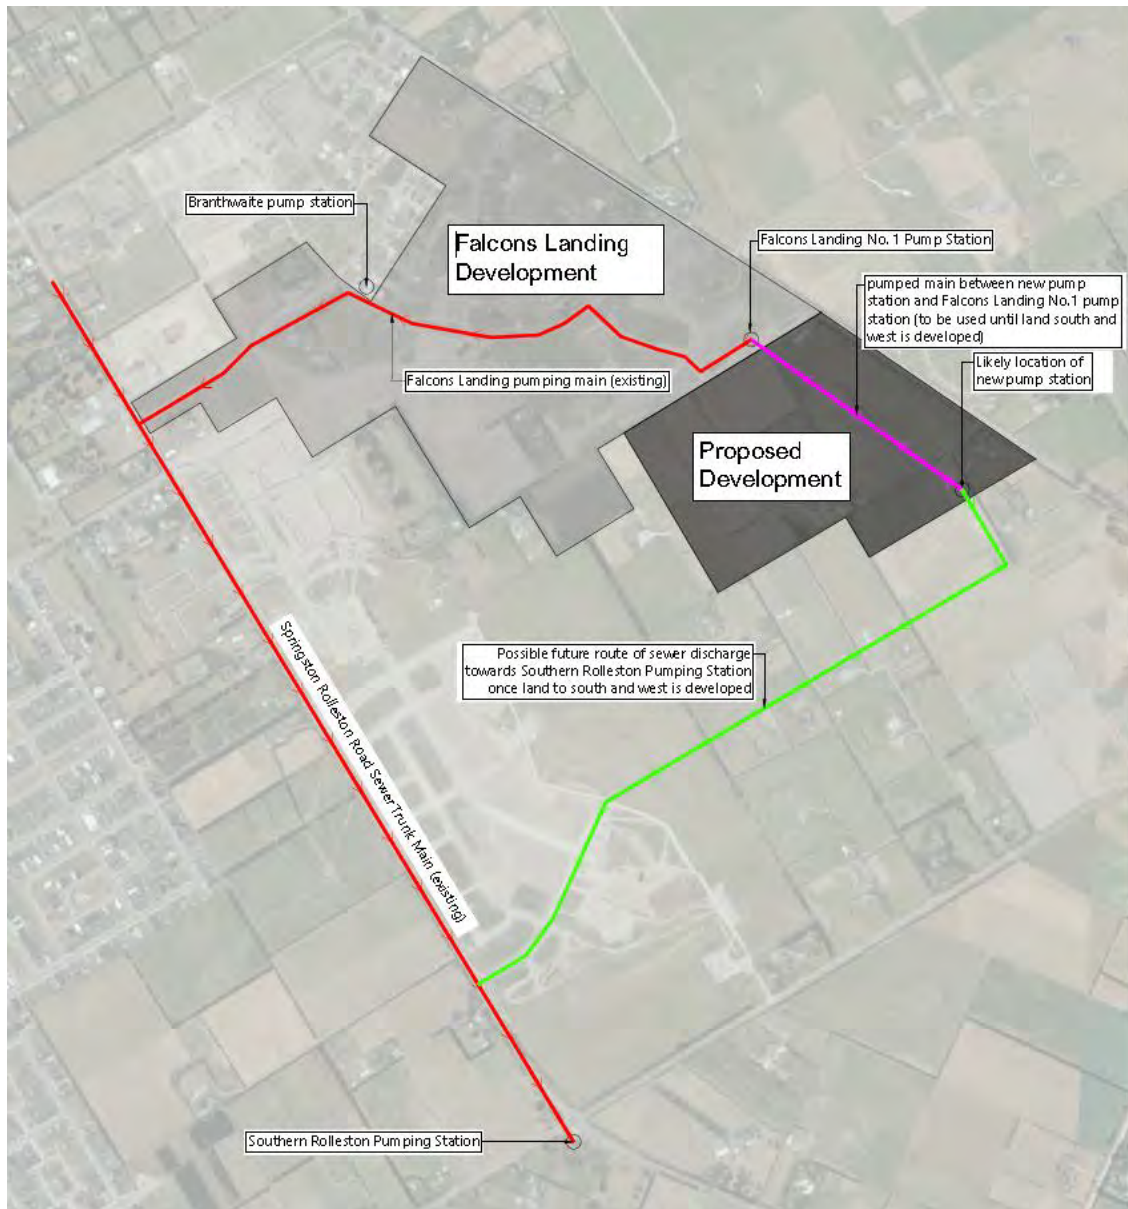 Branthwaite pump station
Falcons Landing
Development
Falcons Landing No. 1 Pump Station
pumped main between new pump
station and Falcons Landing No.1 pump
station (to be used until land south and
west is developed)
Likely location of
new pump station
Falcons Landing pumping main (existing)
Proposed
Development
Possible future route of sewer discharge
towards Southern Rolleston Pumping Station
once land to south and west is developed
Springston Rolleston Road Sewer Trunk Main (existing)
Southern Rolleston Pumping Station